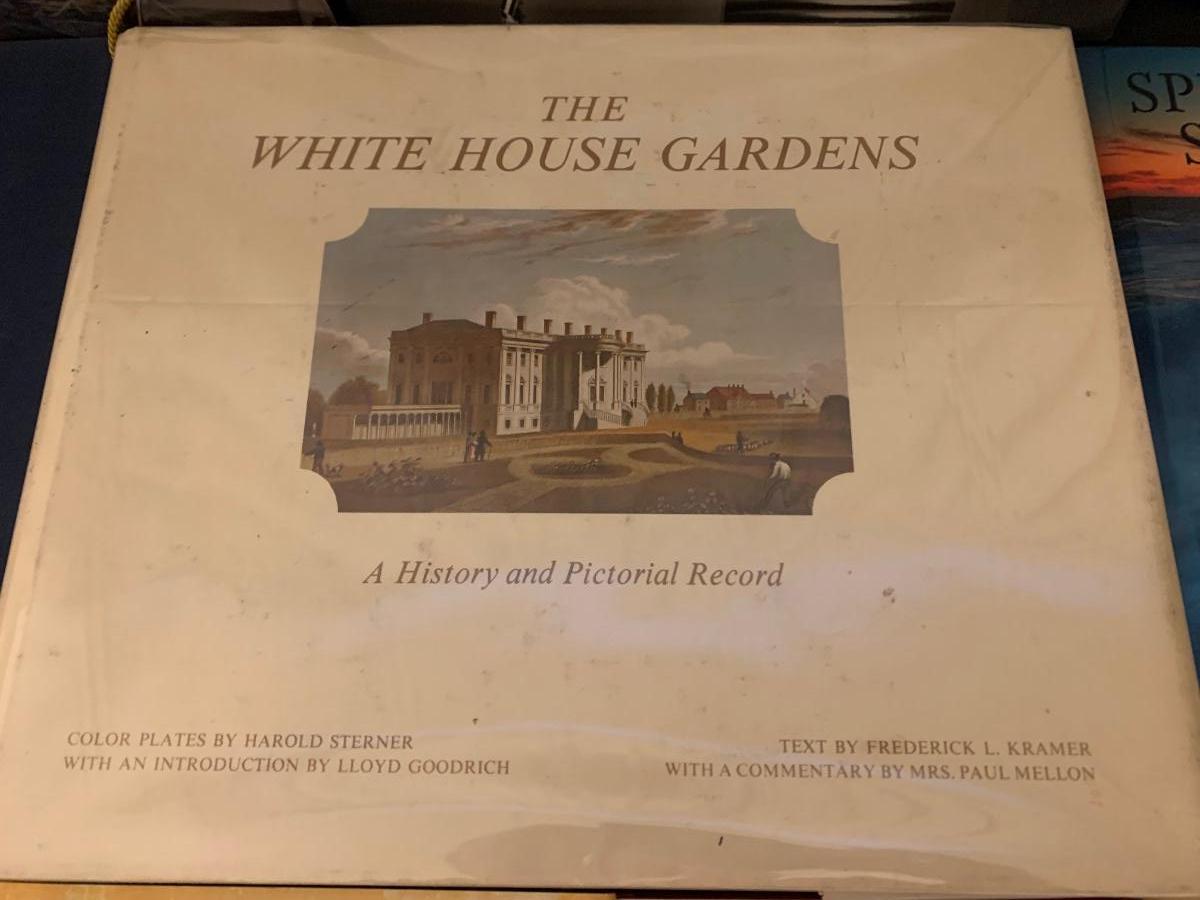 THE
WHITE HOUSE GARDENS
A History and Pictorial Record
COLOR PLATES BY HAROLD STERNER
WITH AN INTRODUCTION BY LLOYD GOODRICH
TEXT BY FREDERICK L. KRAMER
WITH A COMMENTARY BY MRS. PAUL MELLON